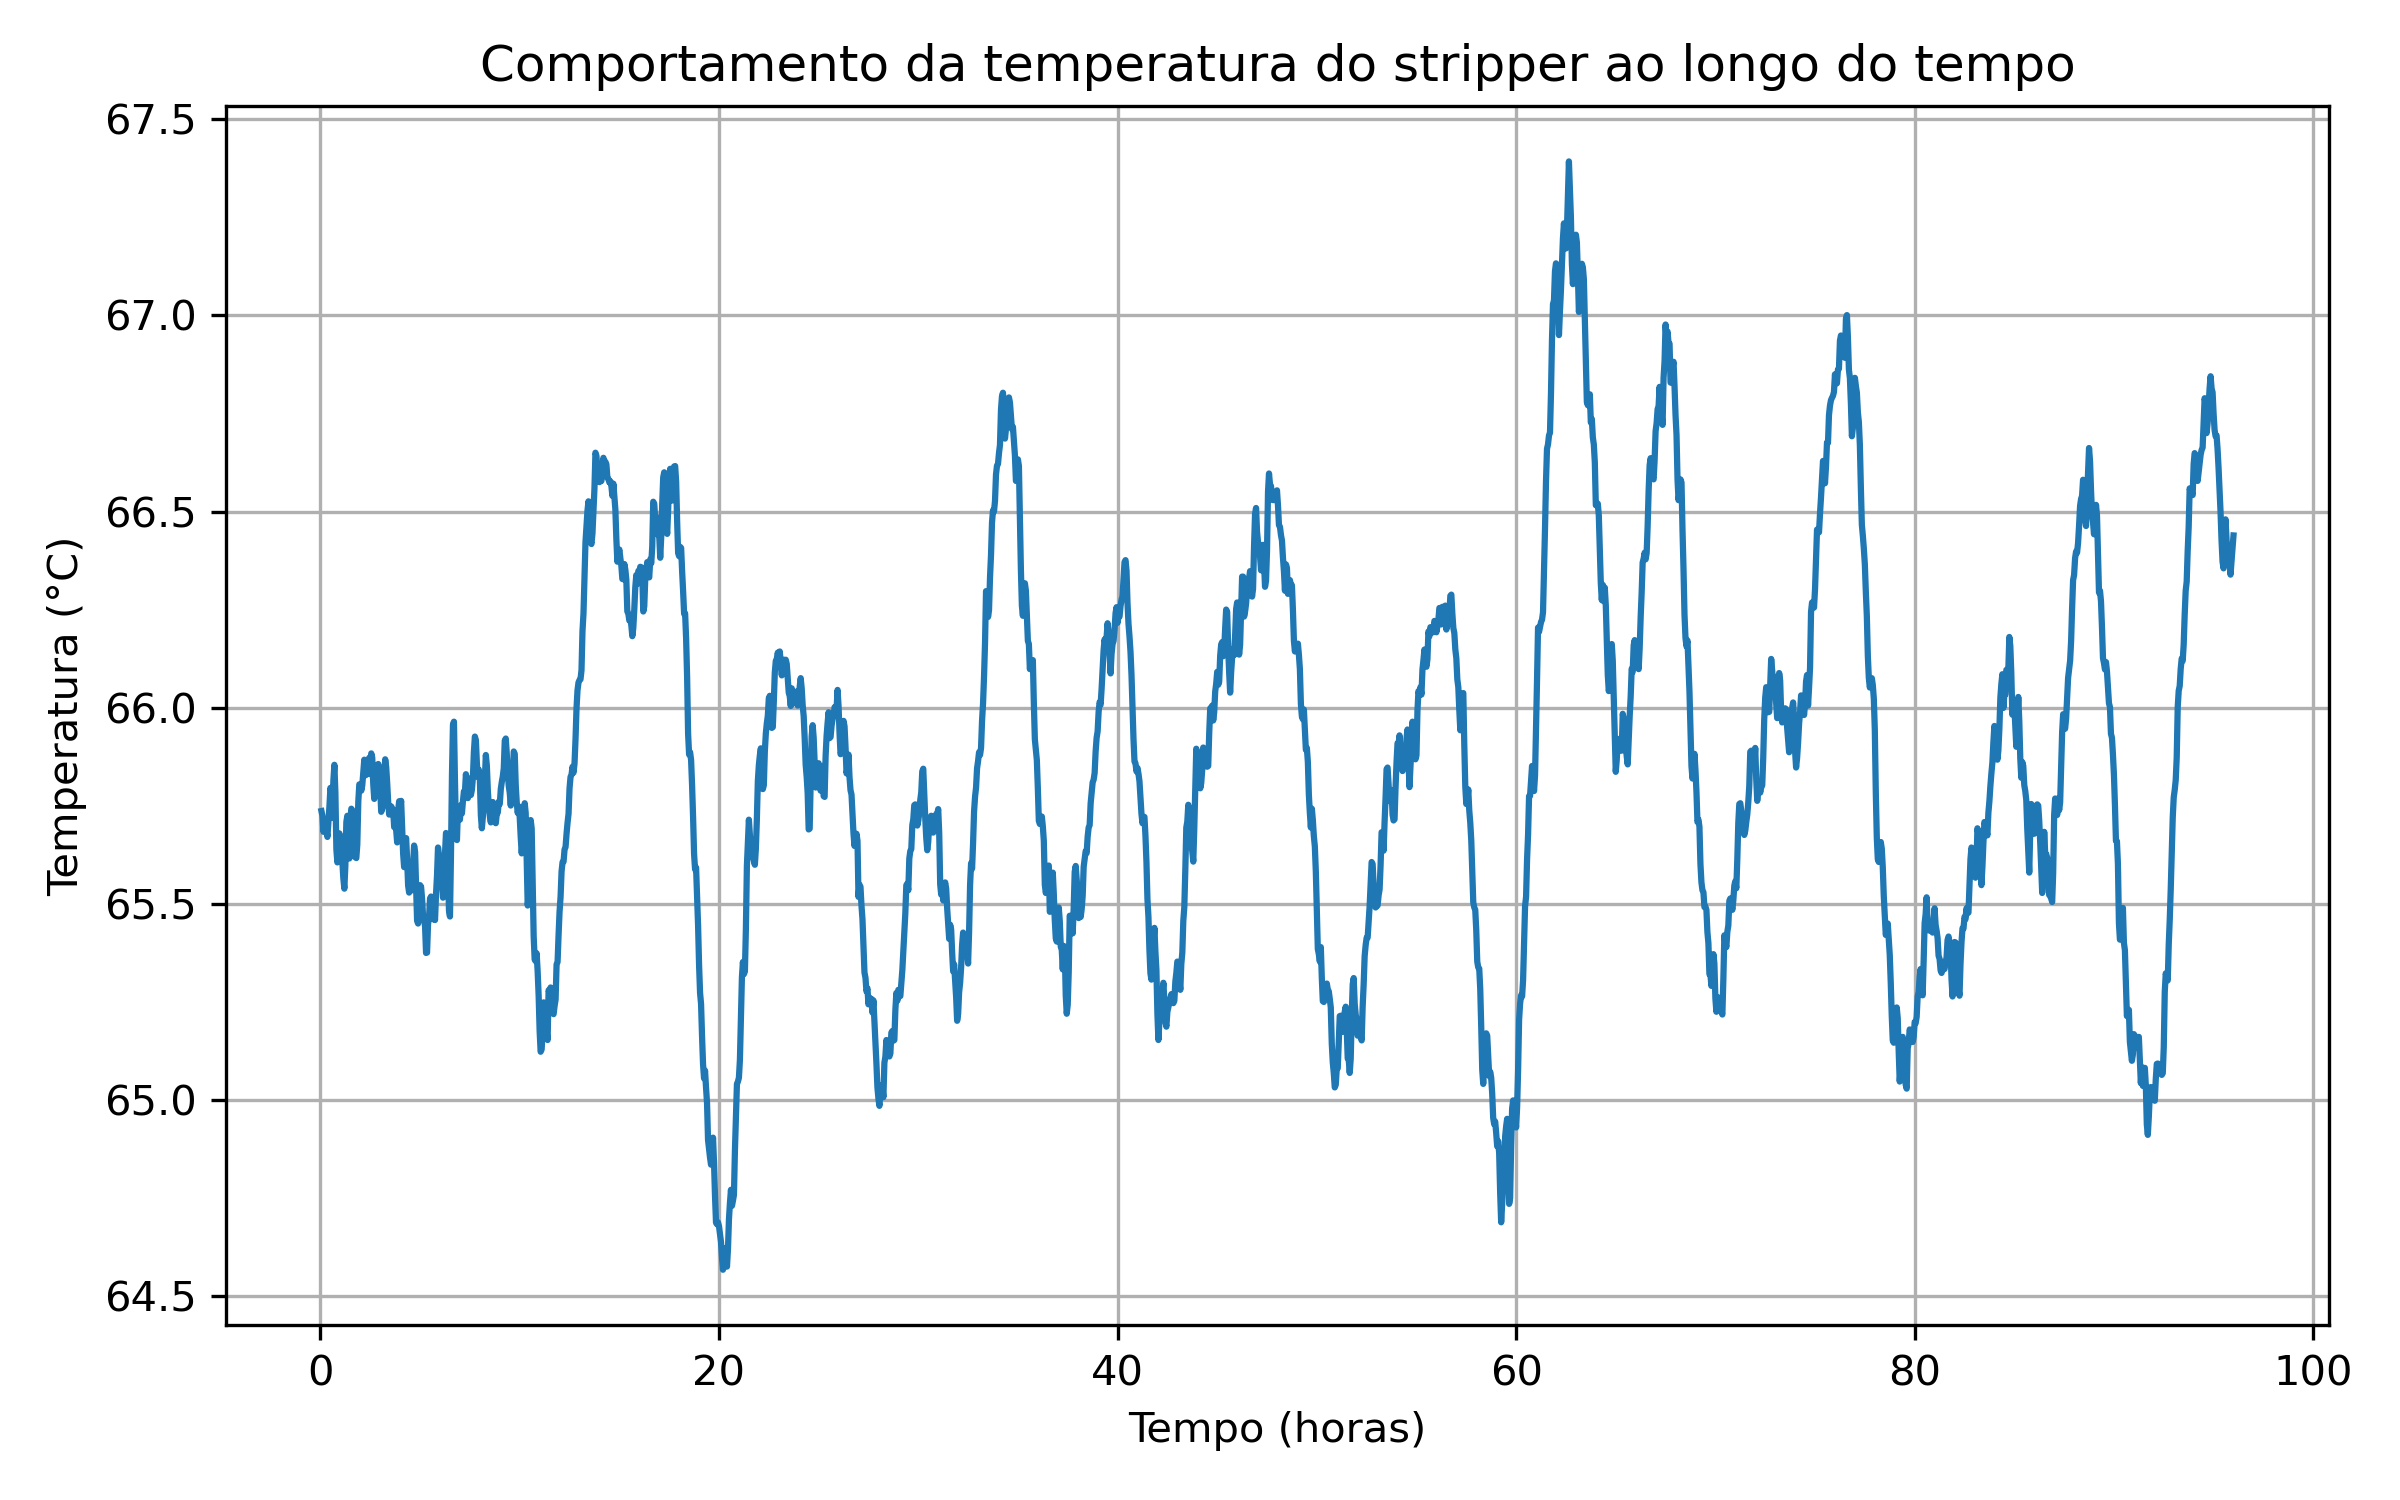 Comportamento da temperatura do stripper ao longo do tempo
67.5
67.0
66.5
66.0
65.5
65.0
64.5
Temperatura (°C)
0 20 40 60 80 100
Tempo (horas)